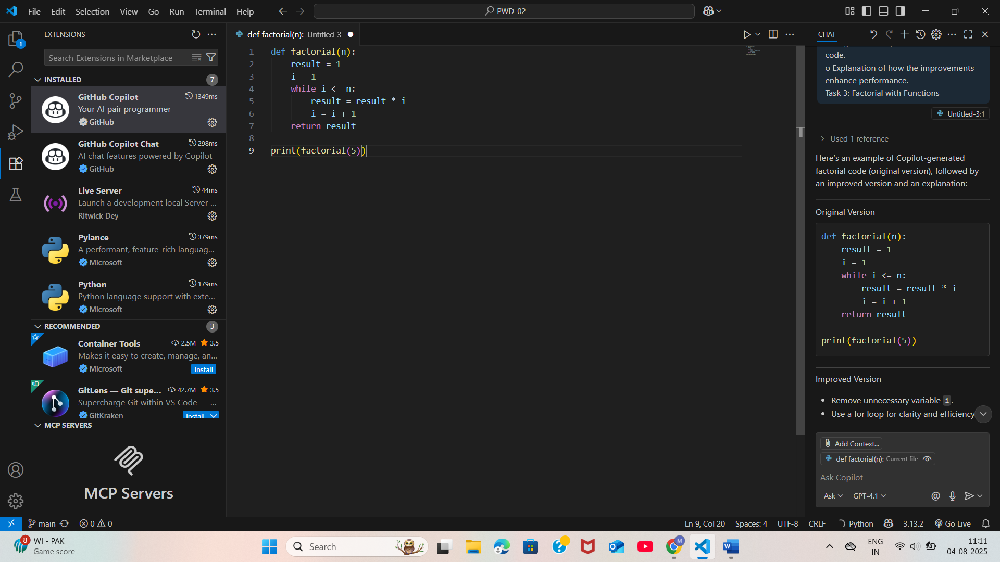 File Edit Selection View Go Run Terminal Help
PWD_02
EXTENSIONS
Search Extensions in Marketplace
INSTALLED 7
GitHub Copilot 1349ms
Your AI pair programmer
GitHub
GitHub Copilot Chat 298ms
AI chat features powered by Copilot
GitHub
Live Server 44ms
Launch a development local Server ...
Ritwick Dey
Pylance 379ms
A performant, feature-rich languag...
Microsoft
Python 179ms
Python language support with exte...
Microsoft
RECOMMENDED 3
Container Tools 2.5M 3.5
Makes it easy to create, manage, an...
Microsoft Install
GitLens — Git supe... 42.7M 3.5
Supercharge Git within VS Code — ...
GitKraken Install
MCP SERVERS
MCP Servers
1
def factorial(n): Untitled-3
1 def factorial(n):
2 result = 1
3 i = 1
4 while i <= n:
5 result = result * i
6 i = i + 1
7 return result
8
9 print(factorial(5))
CHAT
code.
o Explanation of how the improvements
enhance performance.
Task 3: Factorial with Functions
Untitled-3:1
Used 1 reference
Here's an example of Copilot-generated
factorial code (original version), followed by
an improved version and an explanation:
Original Version
def factorial(n):
result = 1
i = 1
while i <= n:
result = result * i
i = i + 1
return result
print(factorial(5))
Improved Version
Remove unnecessary variable i.
Use a for loop for clarity and efficiency
Add Context...
def factorial(n): Current file
Ask Copilot
Ask GPT-4.1
main 0 0
Ln 9, Col 20 Spaces: 4 UTF-8 CRLF Python 3.13.2 Go Live
8 WI - PAK
Game score
Search
M
ENG
IN
11:11
04-08-2025